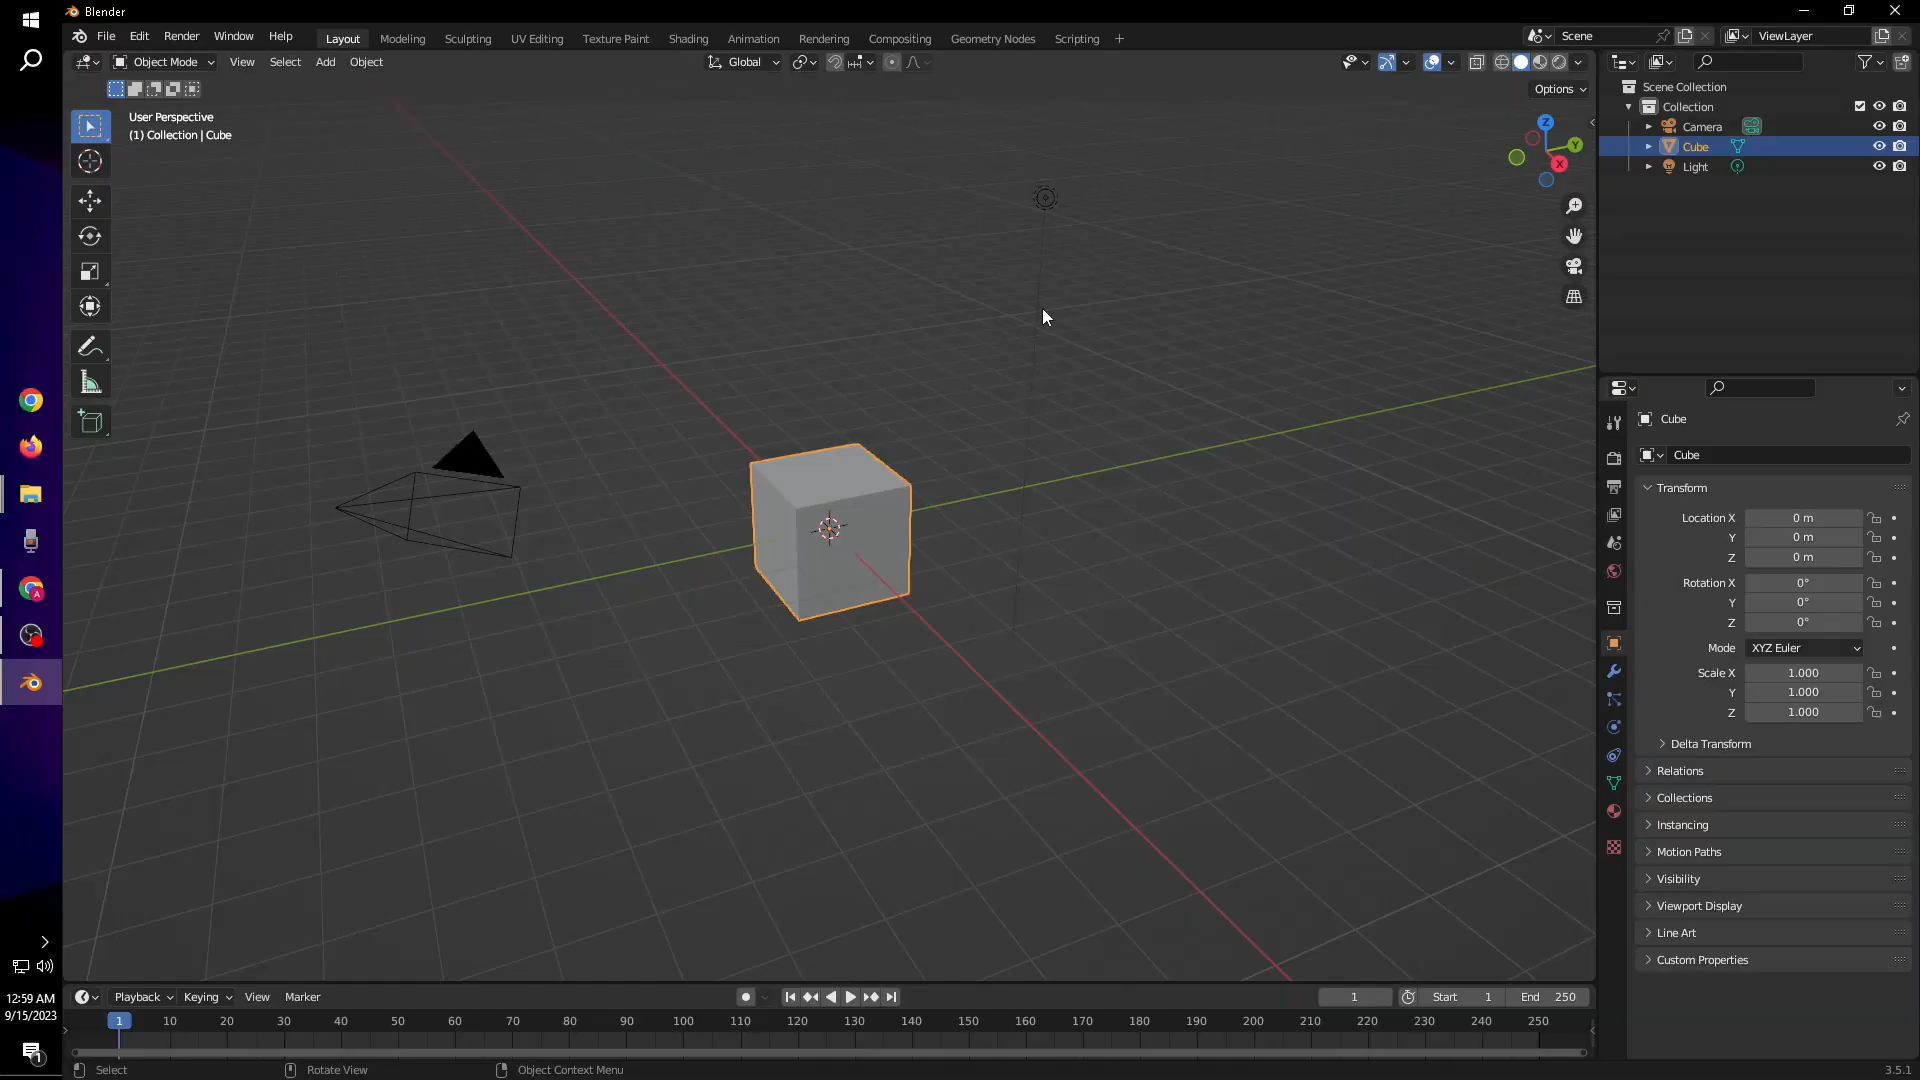 Blender
File Edit Render Window Help Layout Modeling Sculpting UV Editing Texture Paint Shading Animation Rendering Compositing Geometry Nodes Scripting + Scene ViewLayer
Object Mode View Select Add Object Global
Options
User Perspective
(1) Collection | Cube
Z
Y
X
Scene Collection
Collection
Camera
Cube
Light
Cube
Cube
Transform
Location X 0 m
Y 0 m
Z 0 m
Rotation X 0°
Y 0°
Z 0°
Mode XYZ Euler
Scale X 1.000
Y 1.000
Z 1.000
Delta Transform
Relations
Collections
Instancing
Motion Paths
Visibility
Viewport Display
Line Art
Custom Properties
Playback Keying View Marker 1 Start 1 End 250
1 10 20 30 40 50 60 70 80 90 100 110 120 130 140 150 160 170 180 190 200 210 220 230 240 250
Select Rotate View Object Context Menu 3.5.1
A
12:59 AM
9/15/2023
1